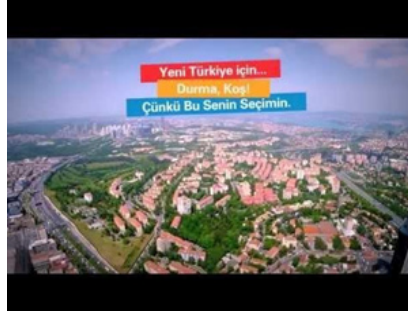 Yeni Türkiye için...
Durma, Koş!
Çünkü Bu Senin Seçimin.